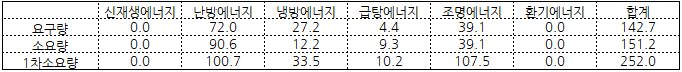 신재생에너지 난방에너지 냉방에너지 급탕에너지 조명에너지 환기에너지 합계
요구량 0.0 72.0 27.2 4.4 39.1 0.0 142.7
소요량 0.0 90.6 12.2 9.3 39.1 0.0 151.2
1차소요량 0.0 100.7 33.5 10.2 107.5 0.0 252.0